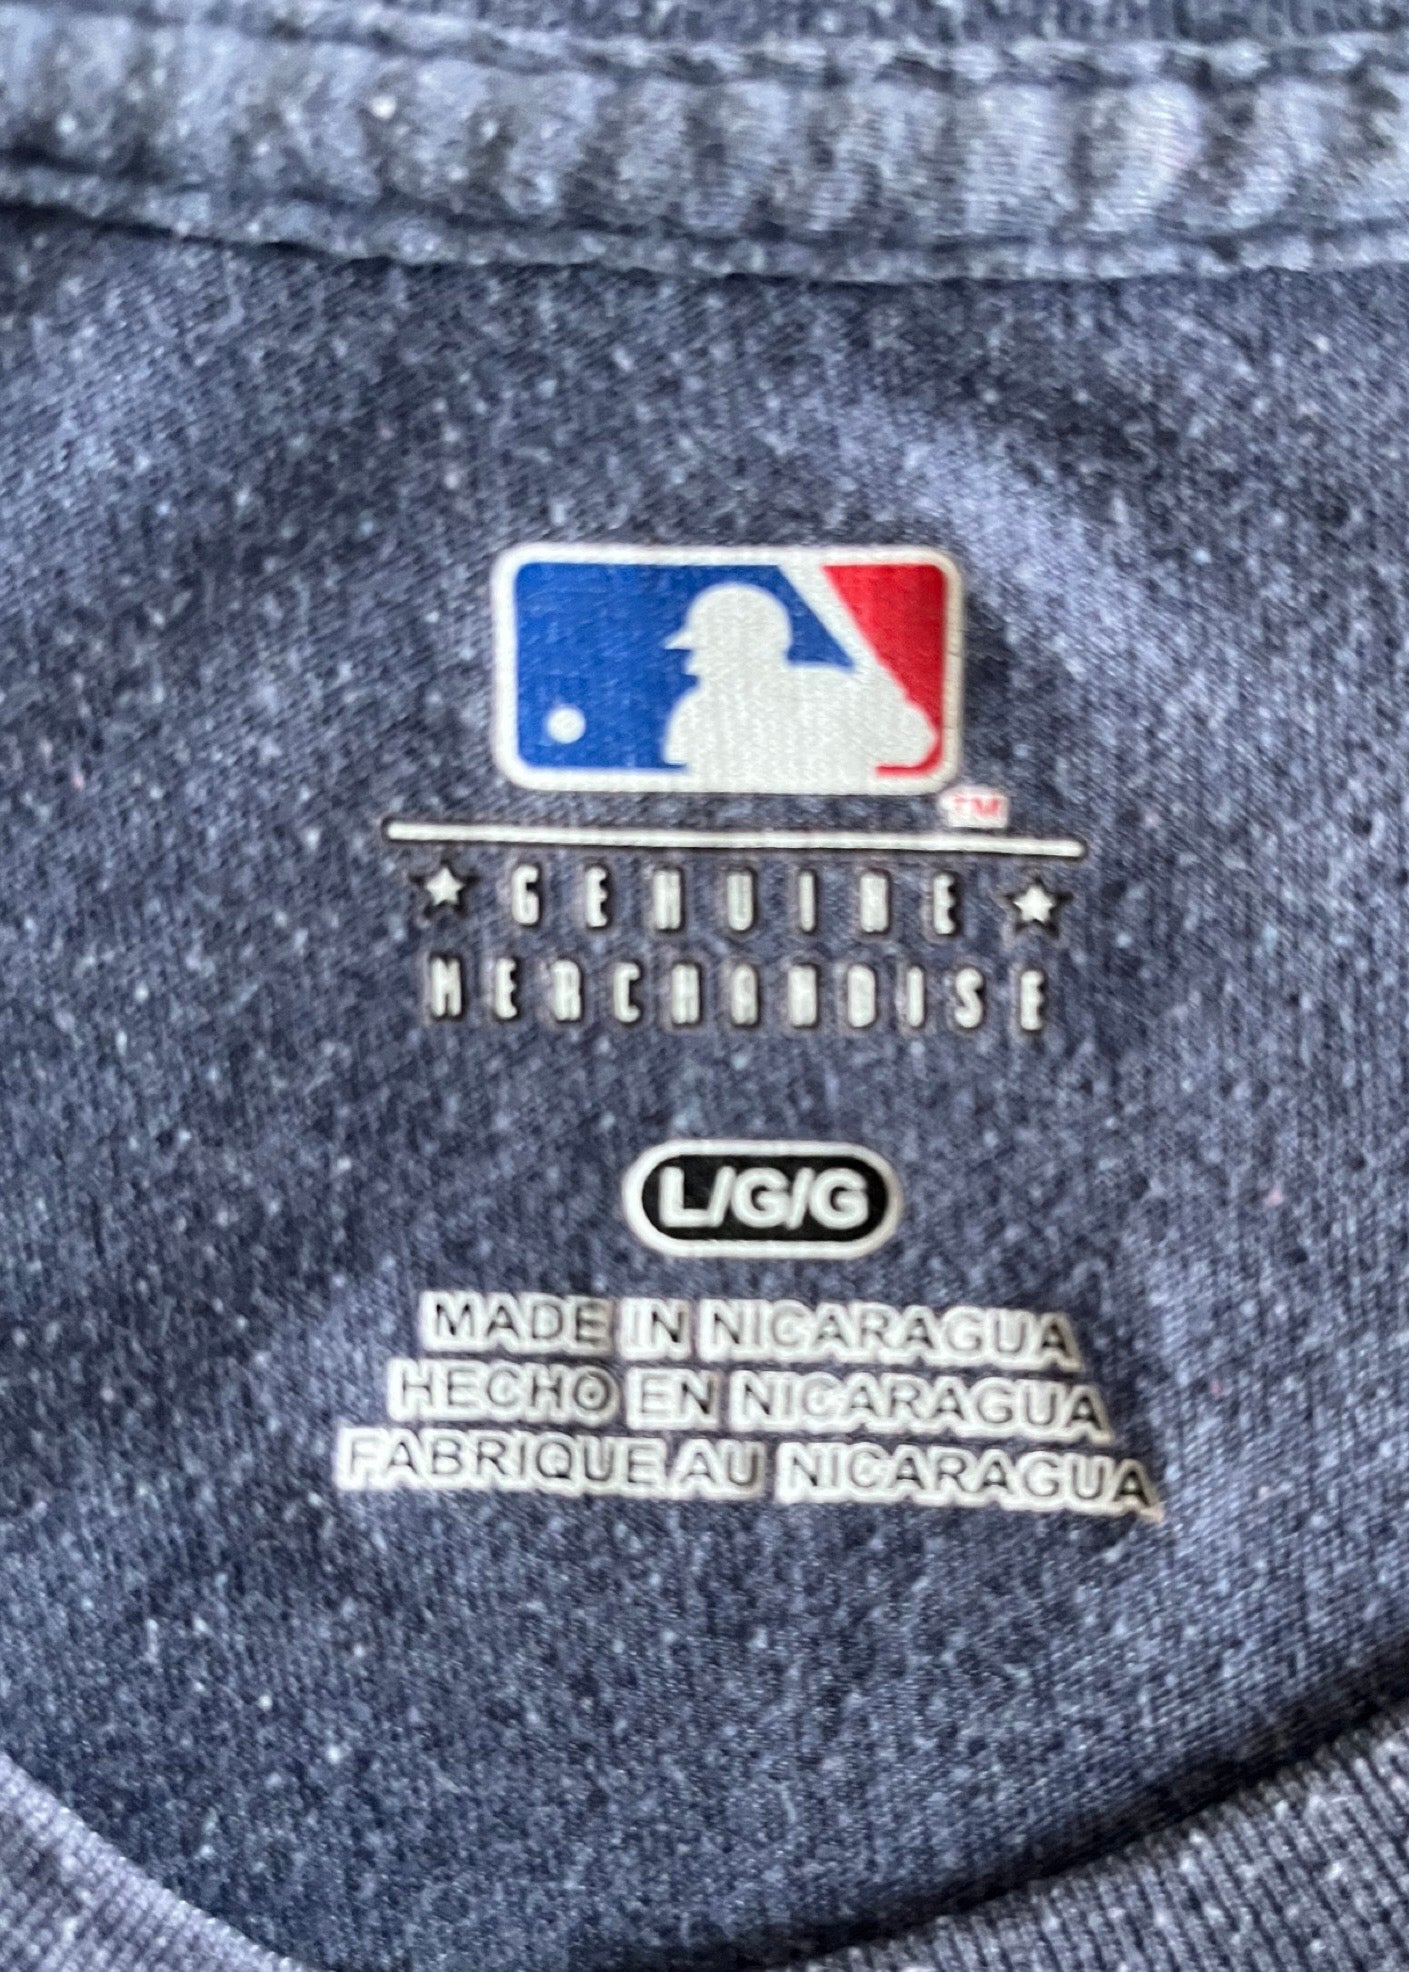 TM
GENUINE
MERCHANDISE
L/G/G
MADE IN NICARAGUA
HECHO EN NICARAGUA
FABRIQUE AU NICARAGUA